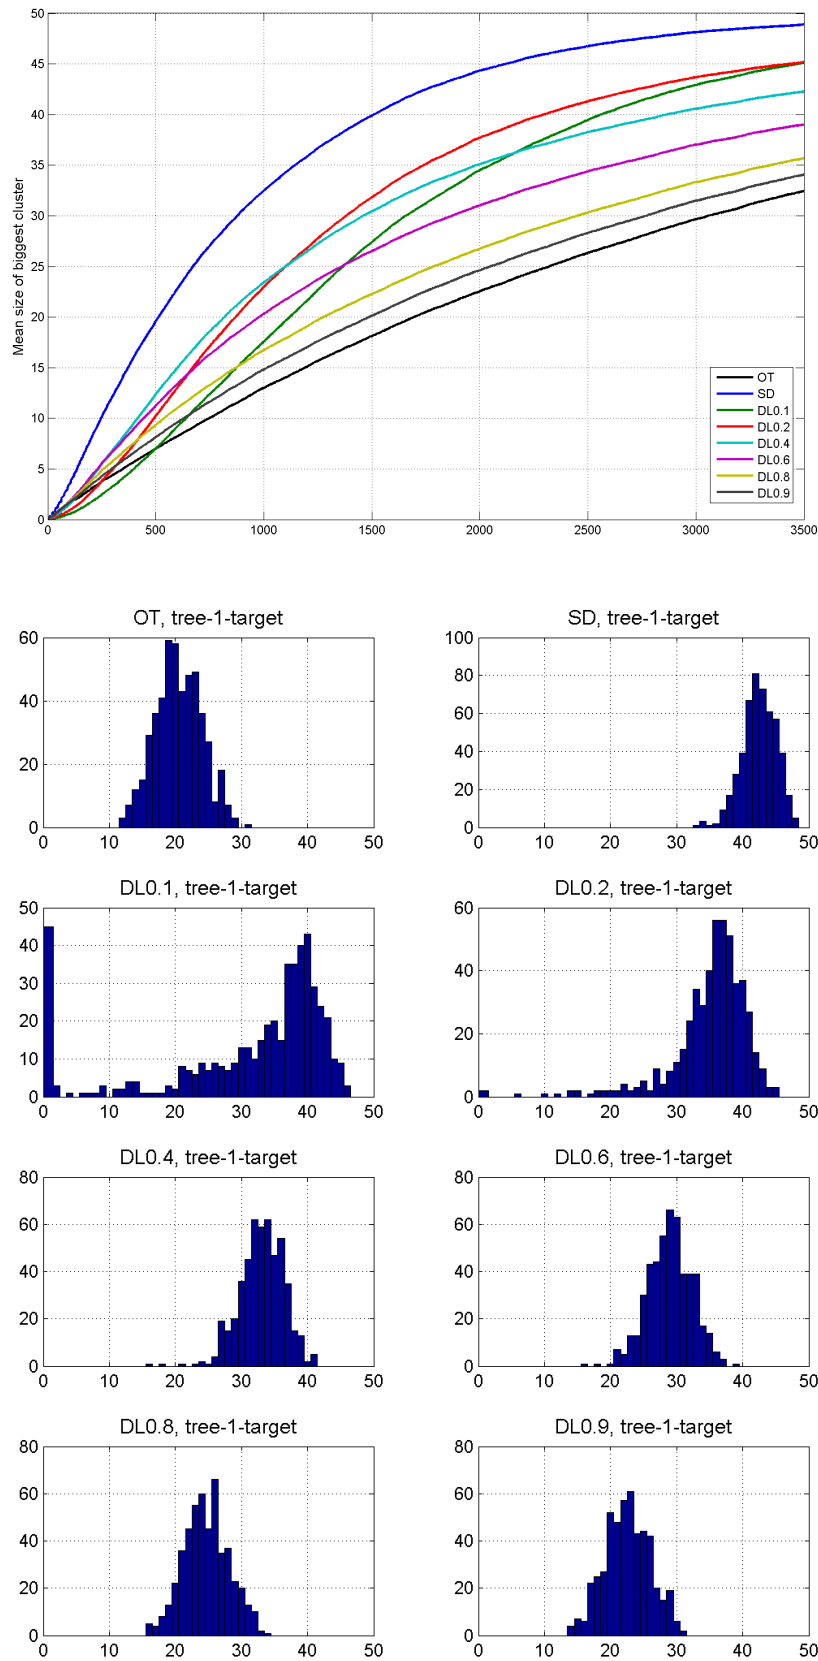 50
45
40
35
30
25
20
15
10
5
0
Mean size of biggest cluster
OT
SD
DL0.1
DL0.2
DL0.4
DL0.6
DL0.8
DL0.9
0 500 1000 1500 2000 2500 3000 3500
OT, tree-1-target
60
40
20
0
0 10 20 30 40 50
SD, tree-1-target
100
80
60
40
20
0
0 10 20 30 40 50
DL0.1, tree-1-target
50
40
30
20
10
0
0 10 20 30 40 50
DL0.2, tree-1-target
60
40
20
0
0 10 20 30 40 50
DL0.4, tree-1-target
80
60
40
20
0
0 10 20 30 40 50
DL0.6, tree-1-target
80
60
40
20
0
0 10 20 30 40 50
DL0.8, tree-1-target
80
60
40
20
0
0 10 20 30 40 50
DL0.9, tree-1-target
80
60
40
20
0
0 10 20 30 40 50